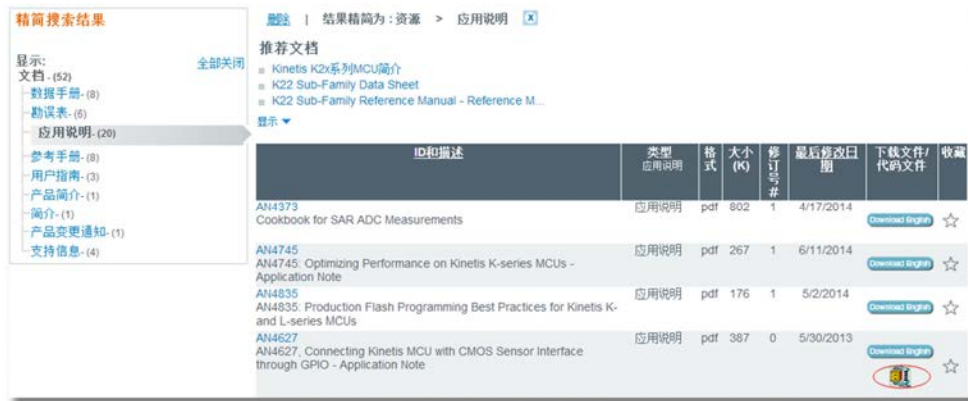 精简搜索结果
显示:
全部关闭
文档 - (52)
数据手册- (8)
勘误表- (6)
应用说明- (20)
参考手册- (8)
用户指南- (3)
产品简介- (1)
简介- (1)
产品变更通知- (1)
支持信息- (4)
删除 | 结果精简为 : 资源 > 应用说明 X
推荐文档
Kinetis K2x系列MCU简介
K22 Sub-Family Data Sheet
K22 Sub-Family Reference Manual - Reference M...
显示
ID和描述 类型 应用说明 格式 大小 (K) 修订号 # 最后修改日期 下载文件/代码文件 收藏
AN4373 应用说明 pdf 802 1 4/17/2014
Cookbook for SAR ADC Measurements
Download English
AN4745 应用说明 pdf 267 1 6/11/2014
AN4745: Optimizing Performance on Kinetis K-series MCUs -
Application Note
Download English
AN4835 应用说明 pdf 176 1 5/2/2014
AN4835: Production Flash Programming Best Practices for Kinetis K-
and L-series MCUs
Download English
AN4627 应用说明 pdf 387 0 5/30/2013
AN4627, Connecting Kinetis MCU with CMOS Sensor Interface
through GPIO - Application Note
Download English